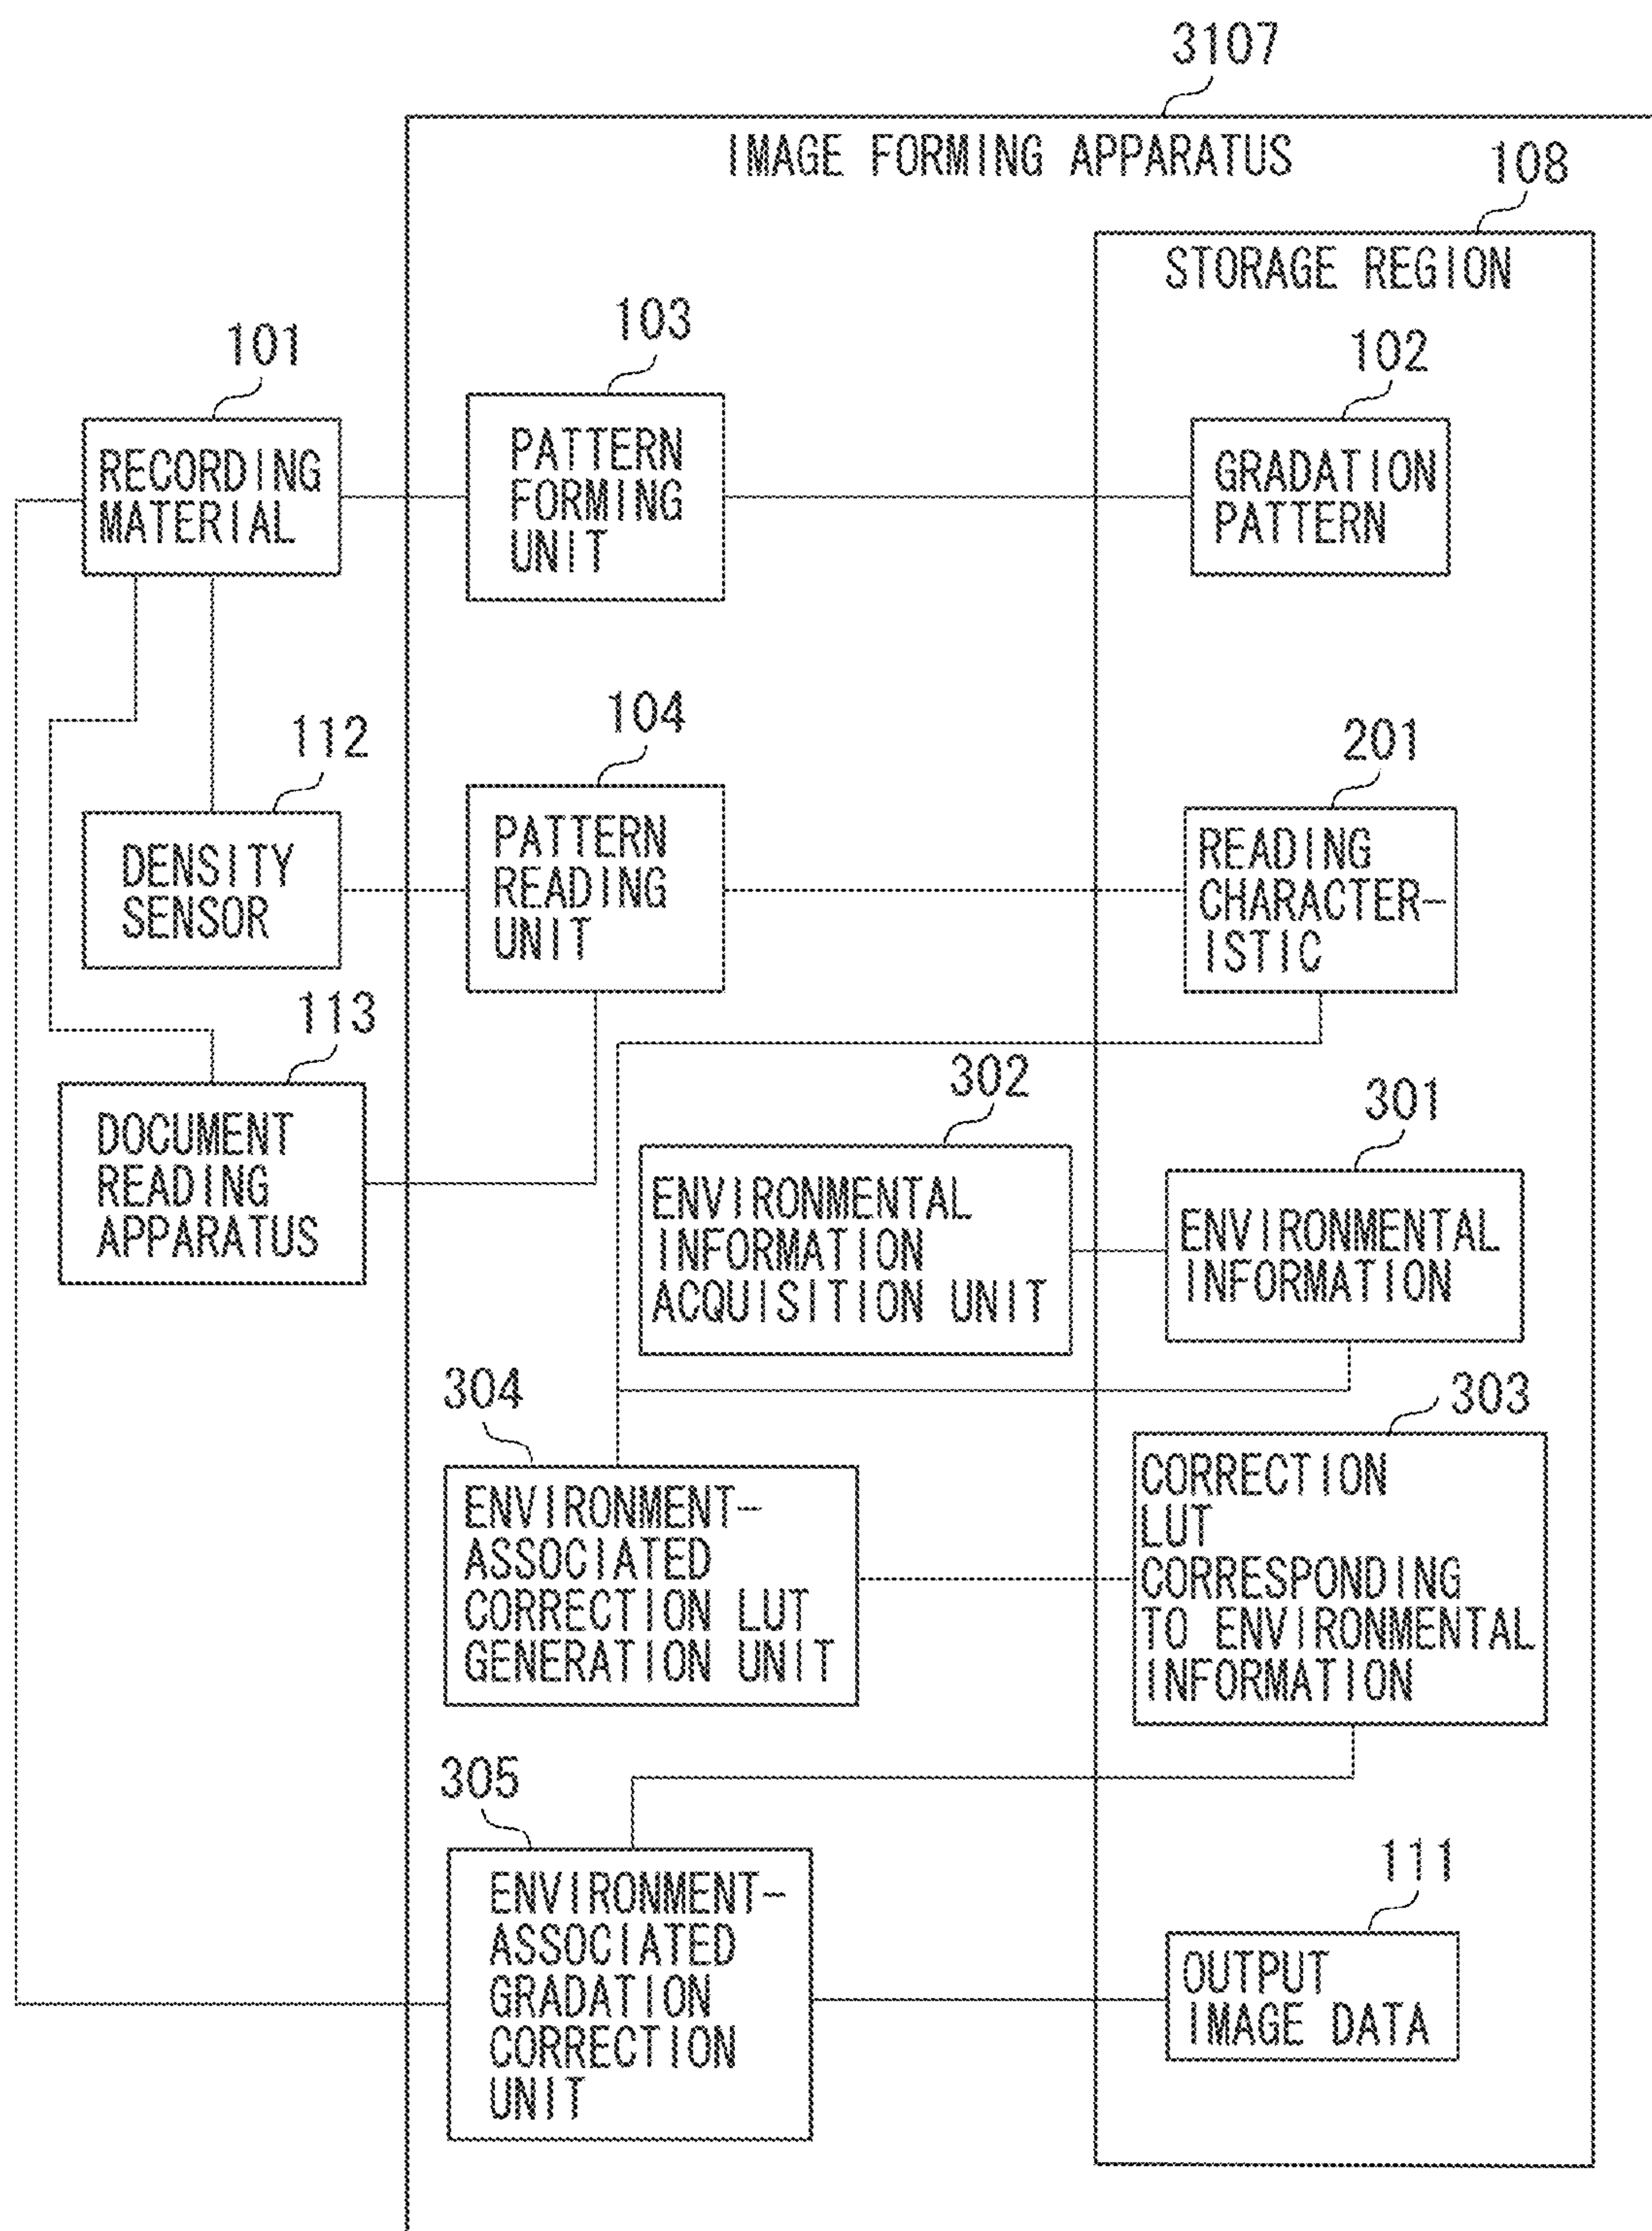 3107
IMAGE FORMING APPARATUS
108
STORAGE REGION
101
RECORDING
MATERIAL
103
PATTERN
FORMING
UNIT
102
GRADATION
PATTERN
112
DENSITY
SENSOR
104
PATTERN
READING
UNIT
201
READING
CHARACTER-
ISTIC
113
DOCUMENT
READING
APPARATUS
302
ENVIRONMENTAL
INFORMATION
ACQUISITION UNIT
301
ENVIRONMENTAL
INFORMATION
304
ENVIRONMENT-
ASSOCIATED
CORRECTION LUT
GENERATION UNIT
303
CORRECTION
LUT
CORRESPONDING
TO ENVIRONMENTAL
INFORMATION
305
ENVIRONMENT-
ASSOCIATED
GRADATION
CORRECTION
UNIT
111
OUTPUT
IMAGE DATA